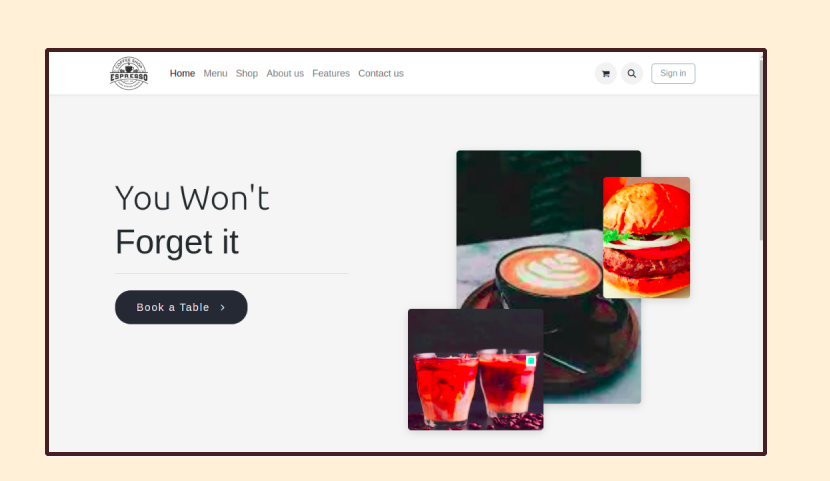 COFFEE SHOP
ESPRESSO
Home Menu Shop About us Features Contact us
Sign in
You Won't
Forget it
Book a Table